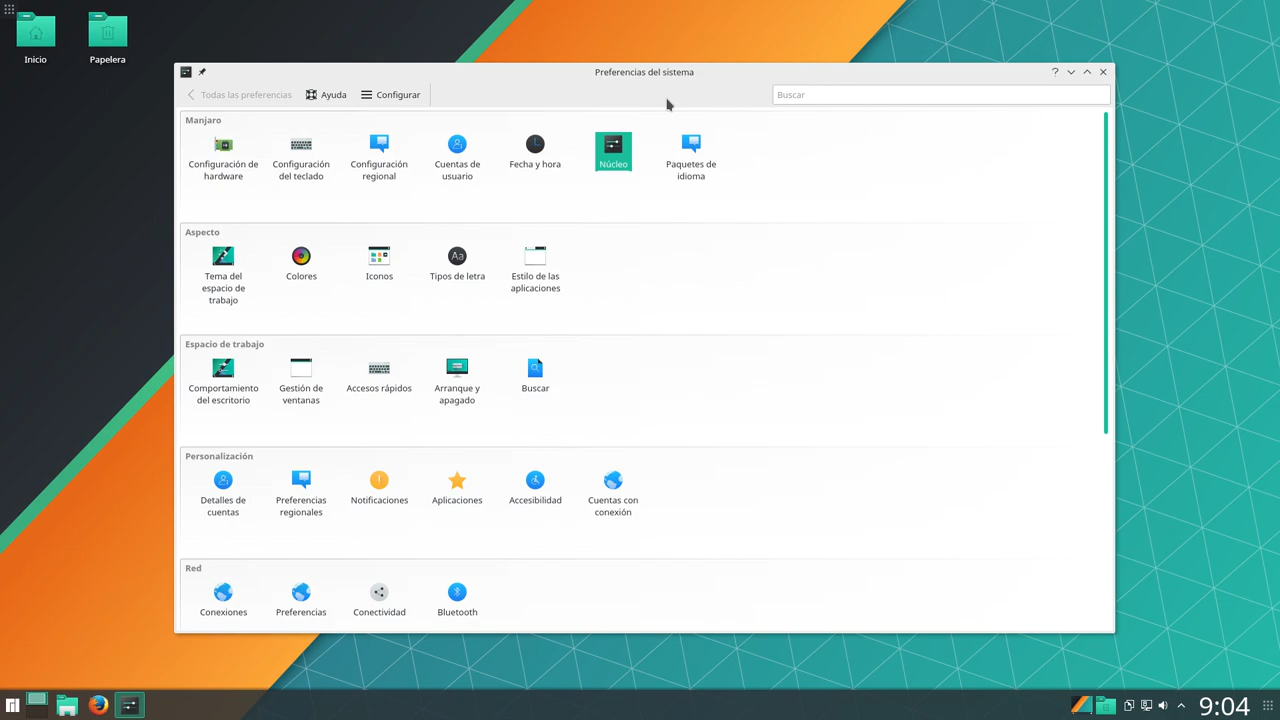 Inicio
Papelera
Preferencias del sistema
Todas las preferencias
Ayuda
Configurar
Buscar
Manjaro
Configuración de
hardware
Configuración
del teclado
Configuración
regional
Cuentas de
usuario
Fecha y hora
Núcleo
Paquetes de
idioma
Aspecto
Tema del
espacio de
trabajo
Colores
Iconos
Aa
Tipos de letra
Estilo de las
aplicaciones
Espacio de trabajo
Comportamiento
del escritorio
Gestión de
ventanas
Accesos rápidos
Arranque y
apagado
Buscar
Personalización
Detalles de
cuentas
Preferencias
regionales
Notificaciones
Aplicaciones
Accesibilidad
Cuentas con
conexión
Red
Conexiones
Preferencias
Conectividad
Bluetooth
9:04